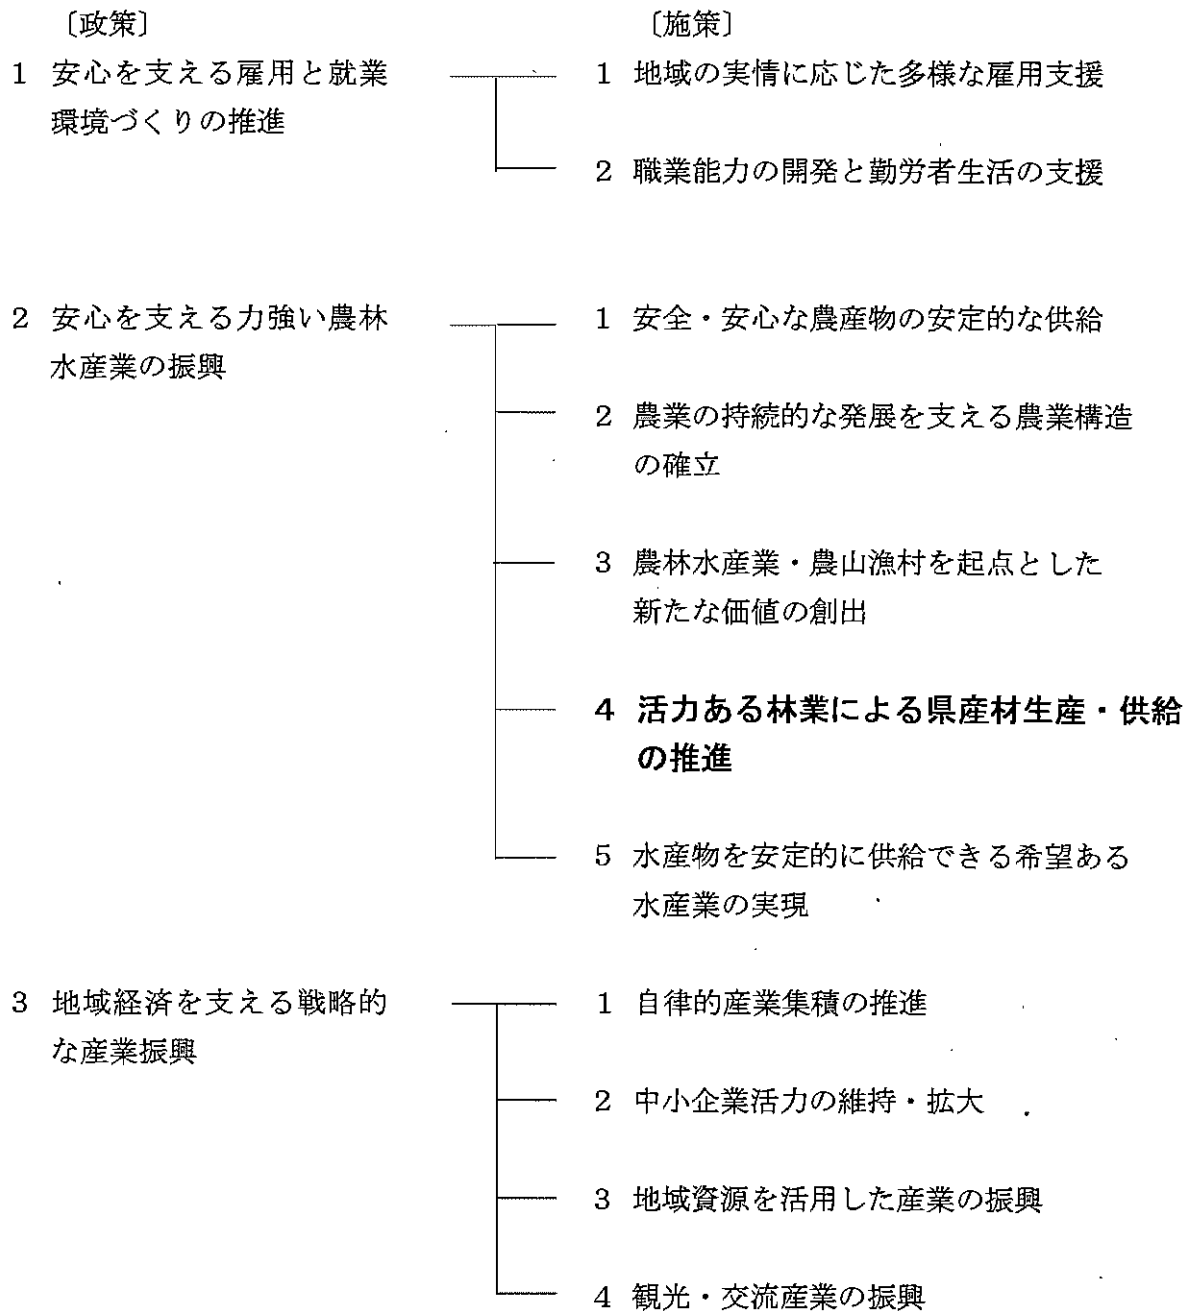 〔政策〕 〔施策〕
1 安心を支える雇用と就業
環境づくりの推進
1 地域の実情に応じた多様な雇用支援
2 職業能力の開発と勤労者生活の支援
2 安心を支える力強い農林
水産業の振興
1 安全・安心な農産物の安定的な供給
2 農業の持続的な発展を支える農業構造
の確立
3 農林水産業・農山漁村を起点とした
新たな価値の創出
4 活力ある林業による県産材生産・供給
の推進
5 水産物を安定的に供給できる希望ある
水産業の実現
3 地域経済を支える戦略的
な産業振興
1 自律的産業集積の推進
2 中小企業活力の維持・拡大
3 地域資源を活用した産業の振興
4 観光・交流産業の振興